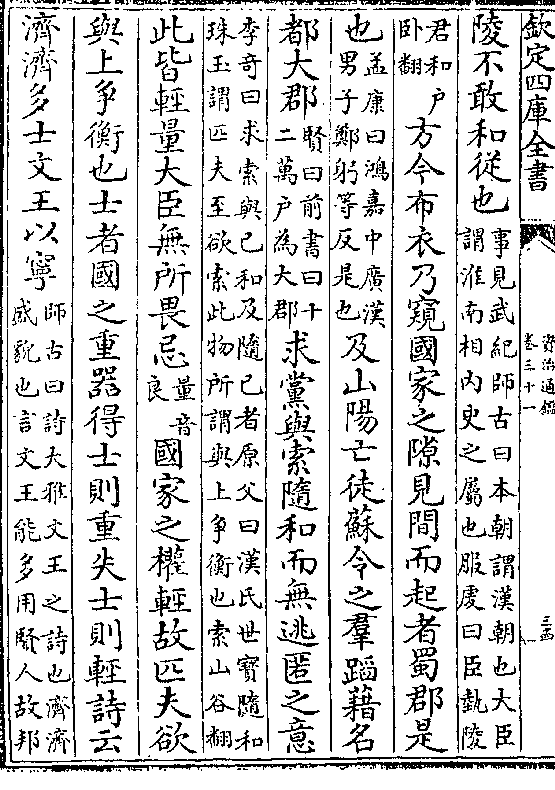 欽定四庫全書
資治通鑑
卷三十一
陵不敢和從也
事見武紀師古曰本朝謂漢朝也大臣
謂淮南相内史之屬也服虔曰臣埶陵
君和戶
卧翻
方今布衣乃窺國家之隙見間而起者蜀郡是
也
孟康曰鴻嘉中廣漢
男子鄭躬等反是也
及山陽亡徒蘇令之羣蹈藉名
都大郡
賢曰前書曰十
二萬戶為大郡
求黨與索隨和而無逃匿之意
李奇曰求索與己和及隨己者原父曰漢氏世寶隨和
珠玉謂匹夫至欲索此物所謂與上爭衡也索山谷翻
此皆輕量大臣無所畏忌
量音
良
國家之權輕故匹夫欲
與上爭衡也士者國之重器得士則重失士則輕詩云
濟濟多士文王以寧
師古曰詩大雅文王之詩也濟濟
盛貌也言文王能多用賢人故邦